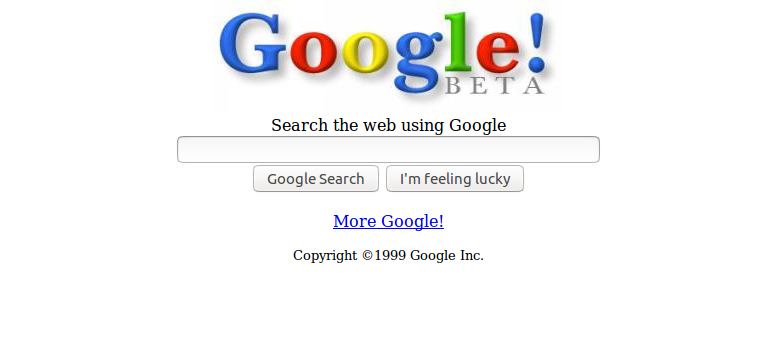 Google!
BETA
Search the web using Google
Google Search I'm feeling lucky
More Google!
Copyright ©1999 Google Inc.